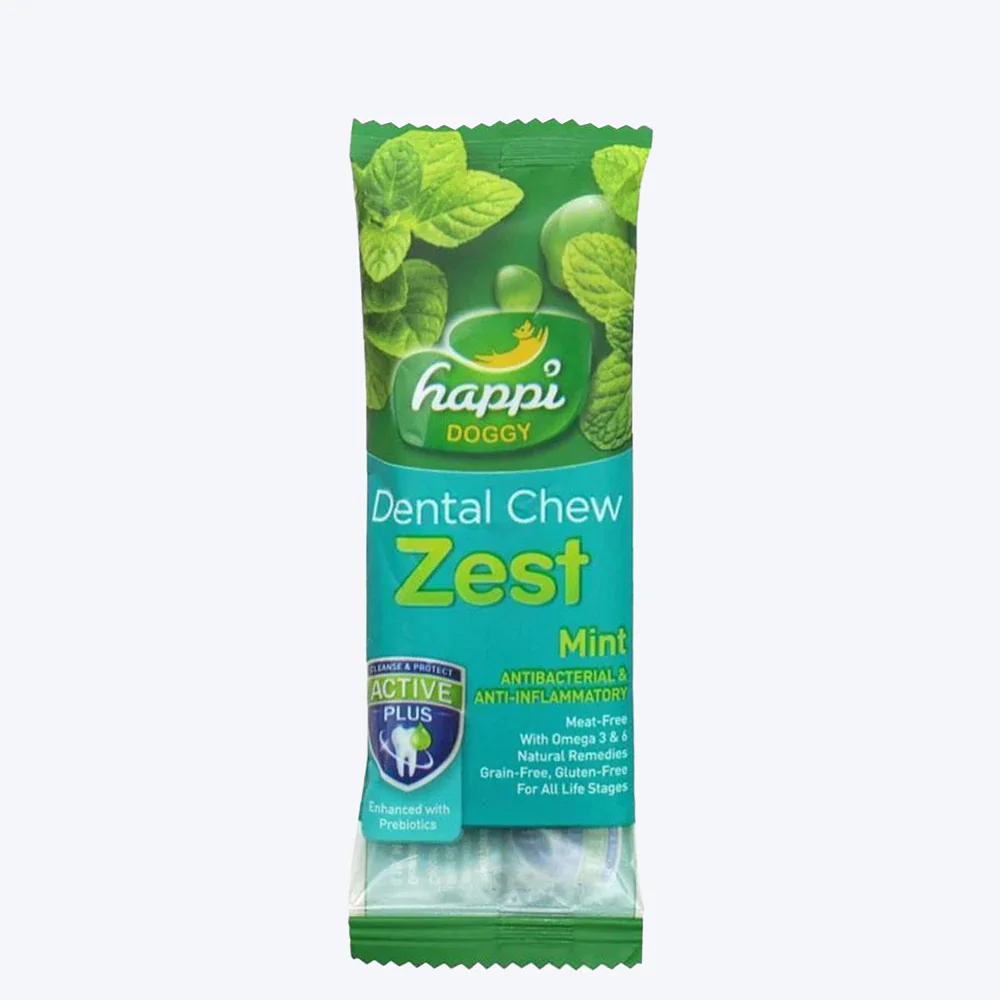 happi
DOGGY
Dental Chew
Zest
Mint
ANTIBACTERIAL &
ANTI-INFLAMMATORY
Meat-Free
With Omega 3 & 6
Natural Remedies
Grain-Free, Gluten-Free
For All Life Stages
CLEANSE & PROTECT
ACTIVE
PLUS
Enhanced with
Prebiotics